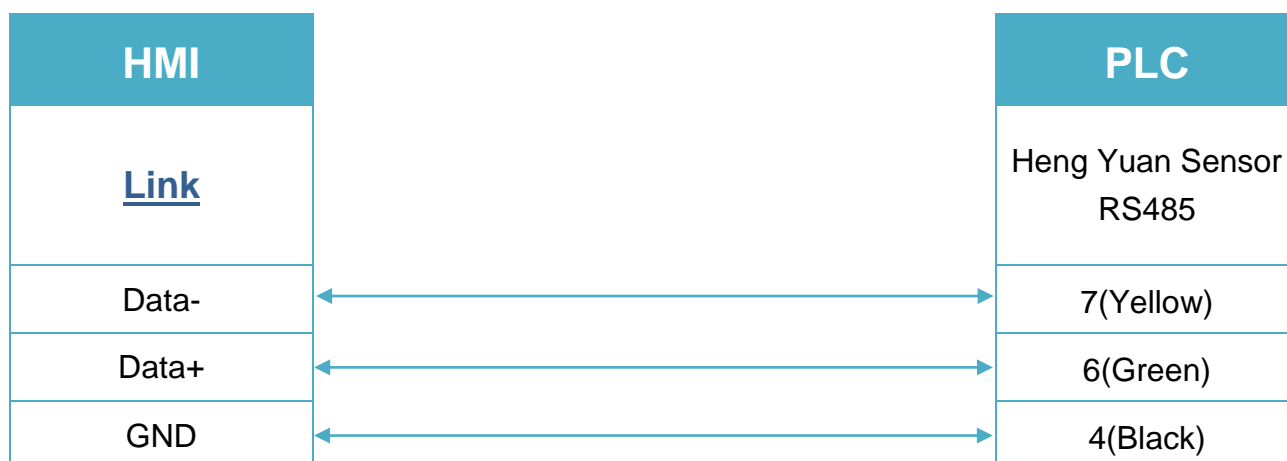 HMI
PLC
Link
Heng Yuan Sensor
RS485
Data-
7(Yellow)
Data+
6(Green)
GND
4(Black)